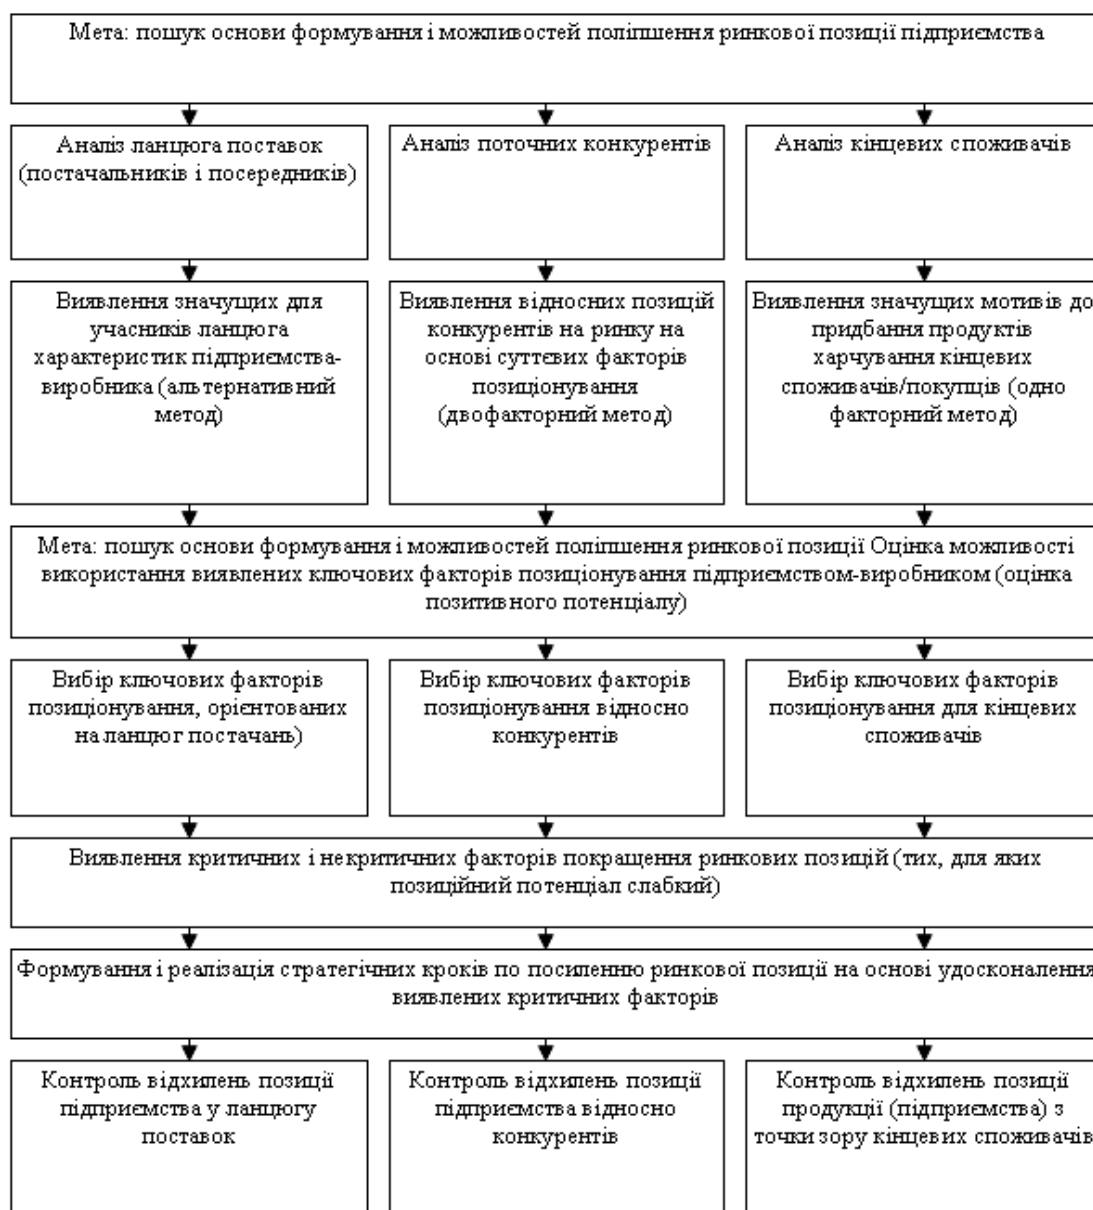 Мета: пошук основи формування і можливостей поліпшення ринкової позиції підприємства
Аналіз ланцюга поставок
(постачальників і посередників)
Аналіз поточних конкурентів
Аналіз кінцевих споживачів
Виявлення значущих для
учасників ланцюга
характеристик підприємства-
виробника (альтернативний
метод)
Виявлення відносних позицій
конкурентів на ринку на
основі суттєвих факторів
позиціонування
(двофакторний метод)
Виявлення значущих мотивів до
придбання продуктів
харчування кінцевих
споживачів/покупців (одно
факторний метод)
Мета: пошук основи формування і можливостей поліпшення ринкової позиції Оцінка можливості
використання виявлених ключових факторів позиціонування підприємством-виробником (оцінка
позитивного потенціалу)
Вибір ключових факторів
позиціонування, орієнтованих
на ланцюг постачань)
Вибір ключових факторів
позиціонування відносно
конкурентів
Вибір ключових факторів
позиціонування для кінцевих
споживачів
Виявлення критичних і некритичних факторів покращення ринкових позицій (тих, для яких
позиційний потенціал слабкий)
Формування і реалізація стратегічних кроків по посиленню ринкової позиції на основі удосконалення
виявлених критичних факторів
Контроль відхилень позиції
підприємства у ланцюгу
поставок
Контроль відхилень позиції
підприємства відносно
конкурентів
Контроль відхилень позиції
продукції (підприємства) з
точки зору кінцевих споживачів